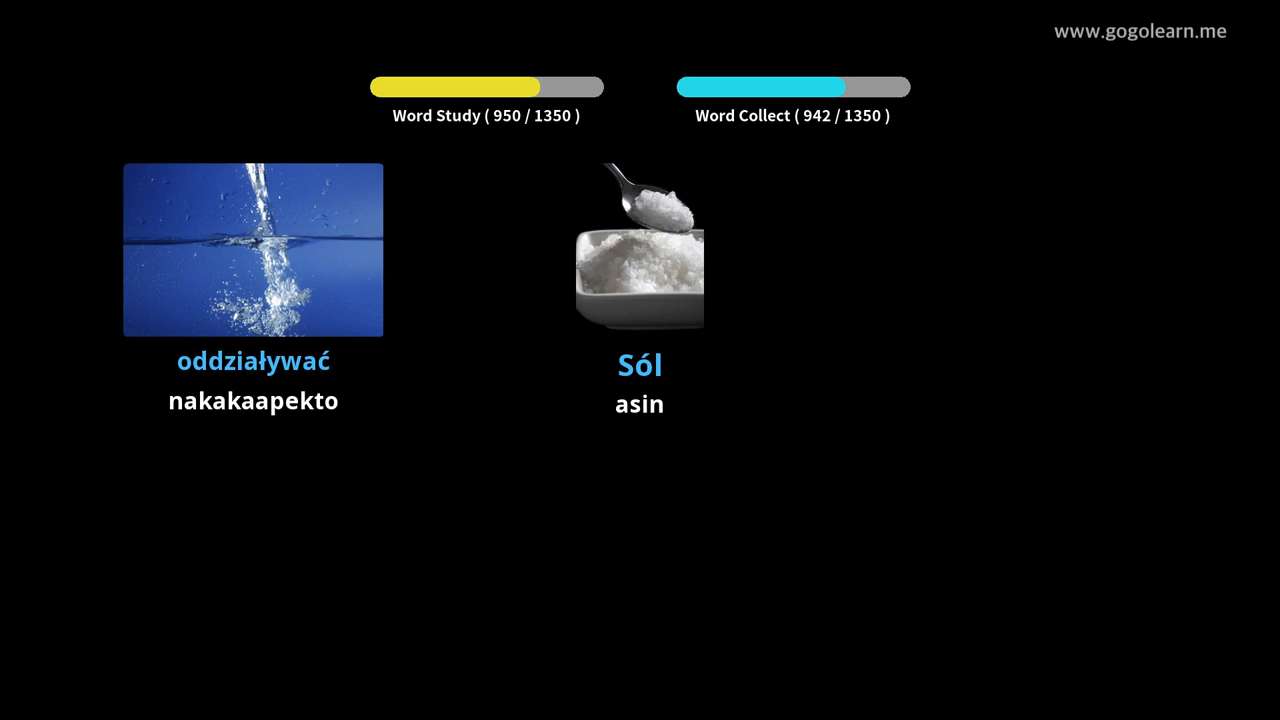 www.gogolearn.me
Word Study ( 950 / 1350 )
Word Collect ( 942 / 1350 )
oddziaływać
nakakaapekto
Sól
asin